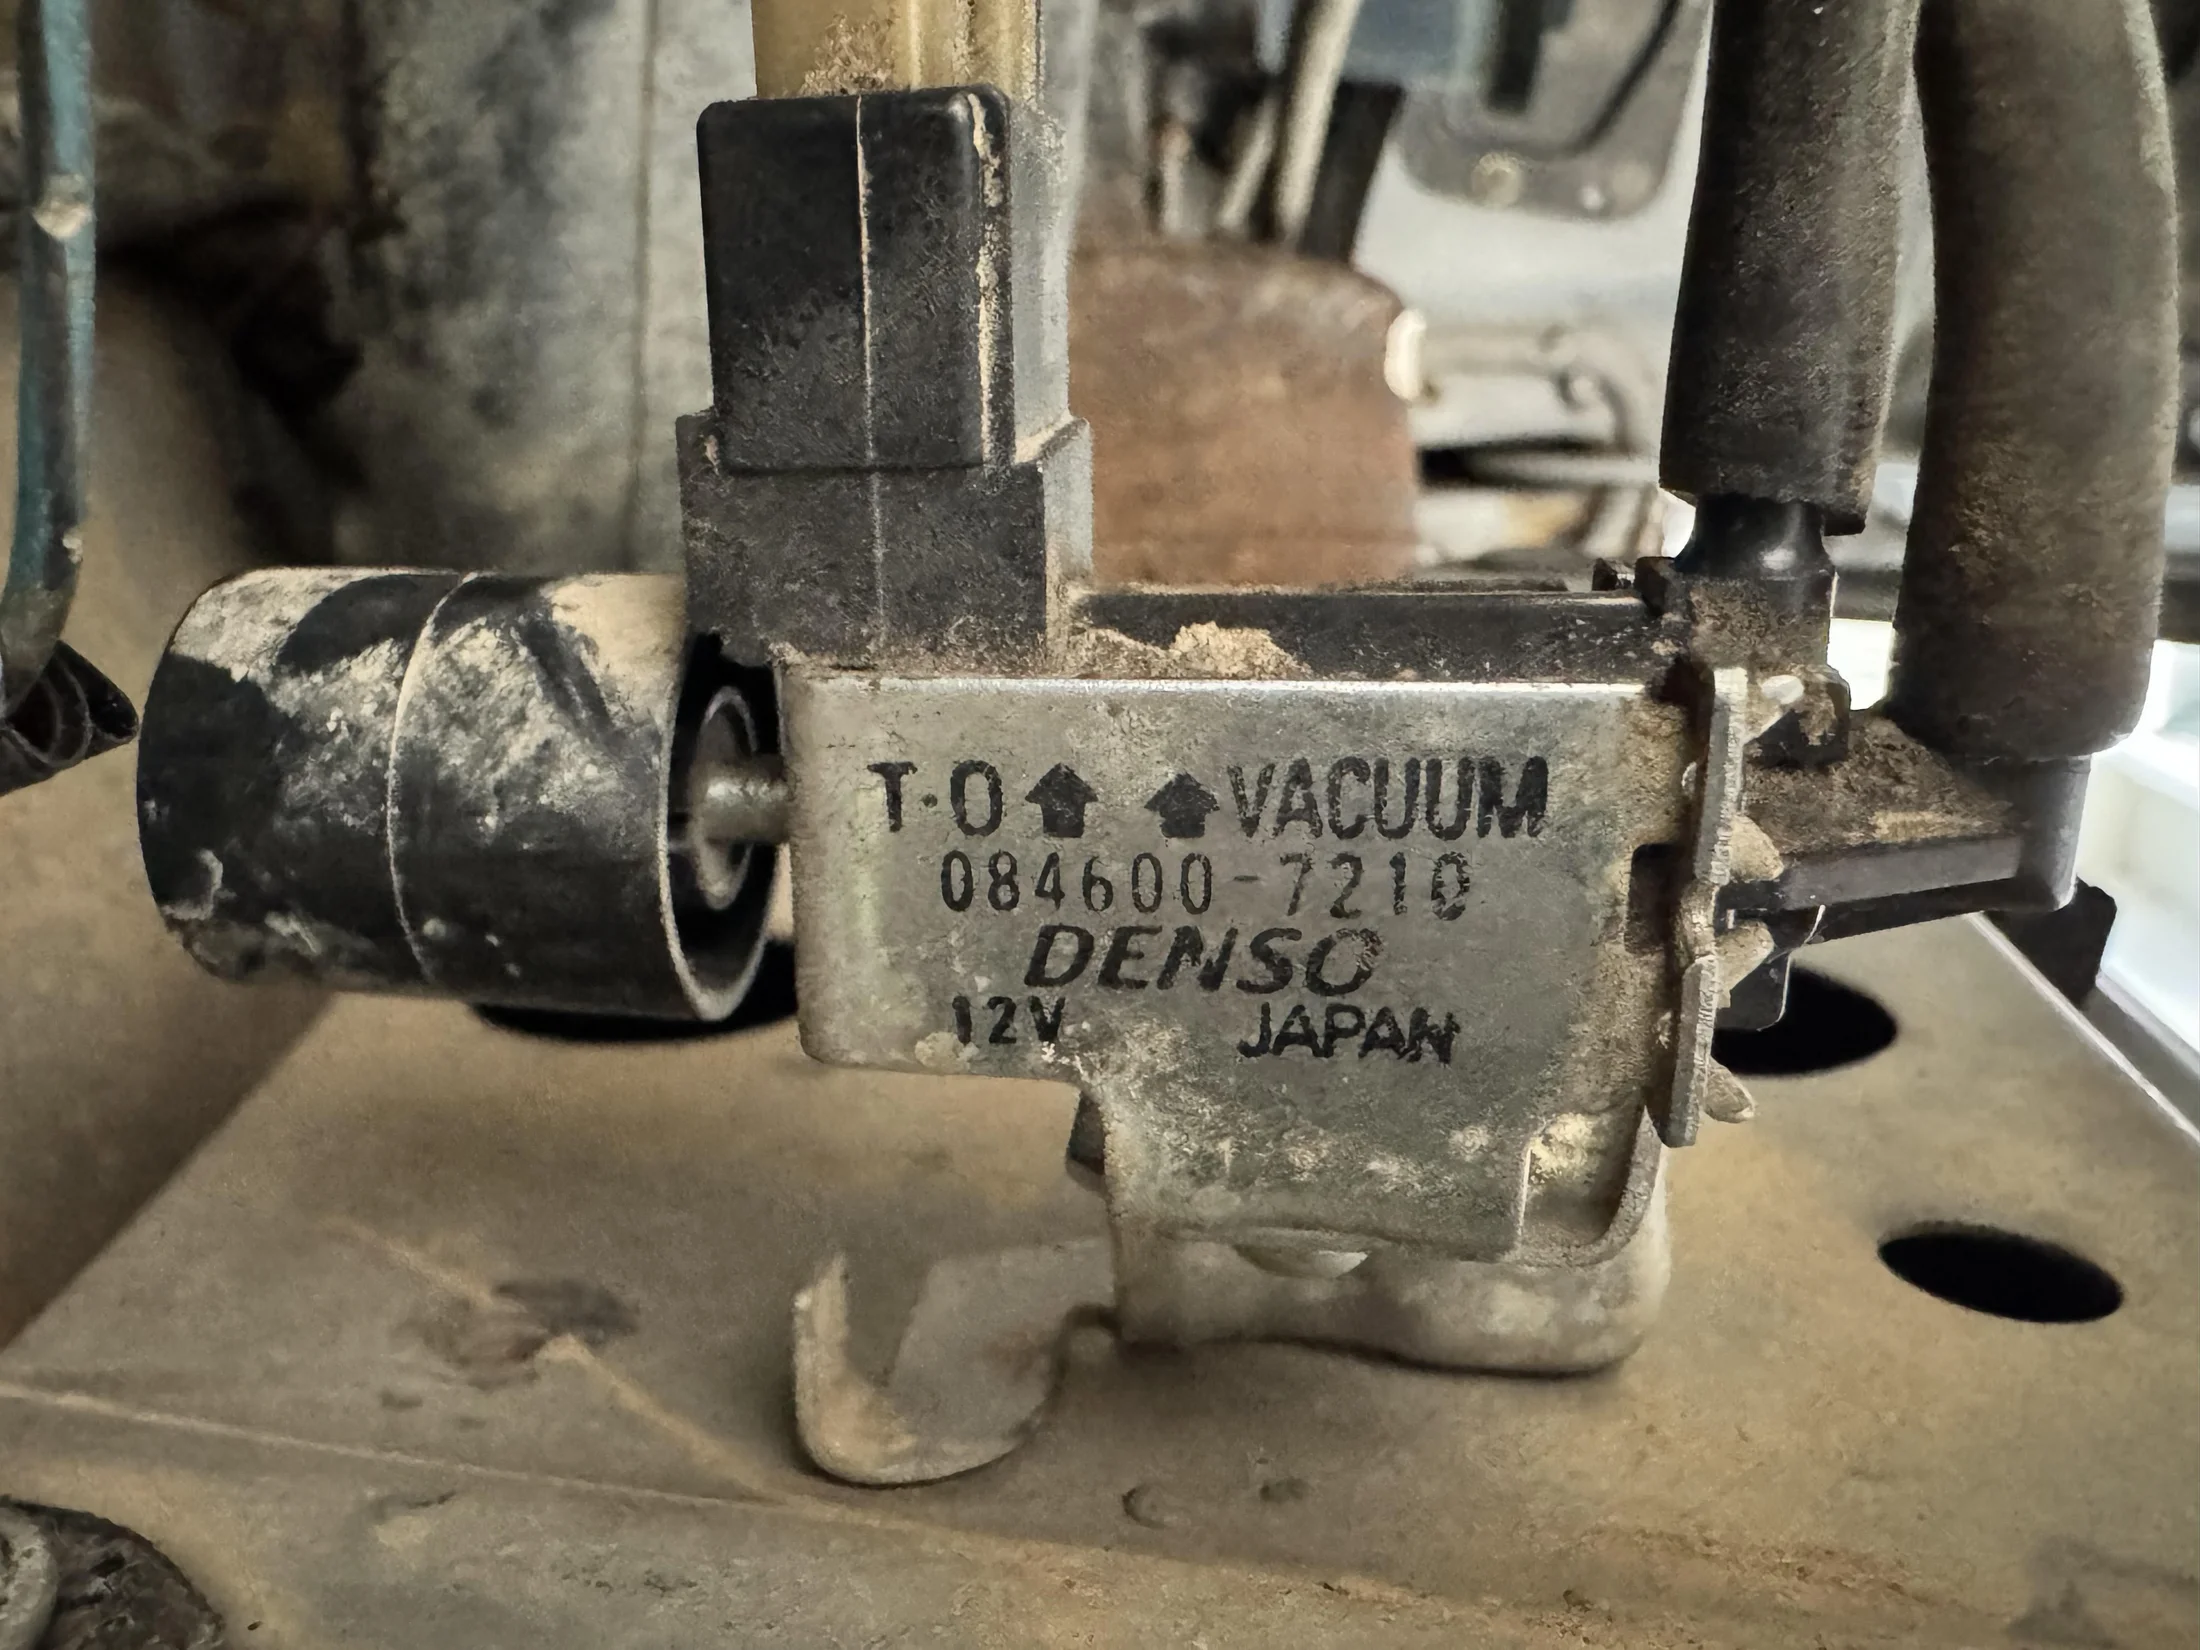 T·O ⬆ ⬆ VACUUM
084600-7210
DENSO
12V JAPAN